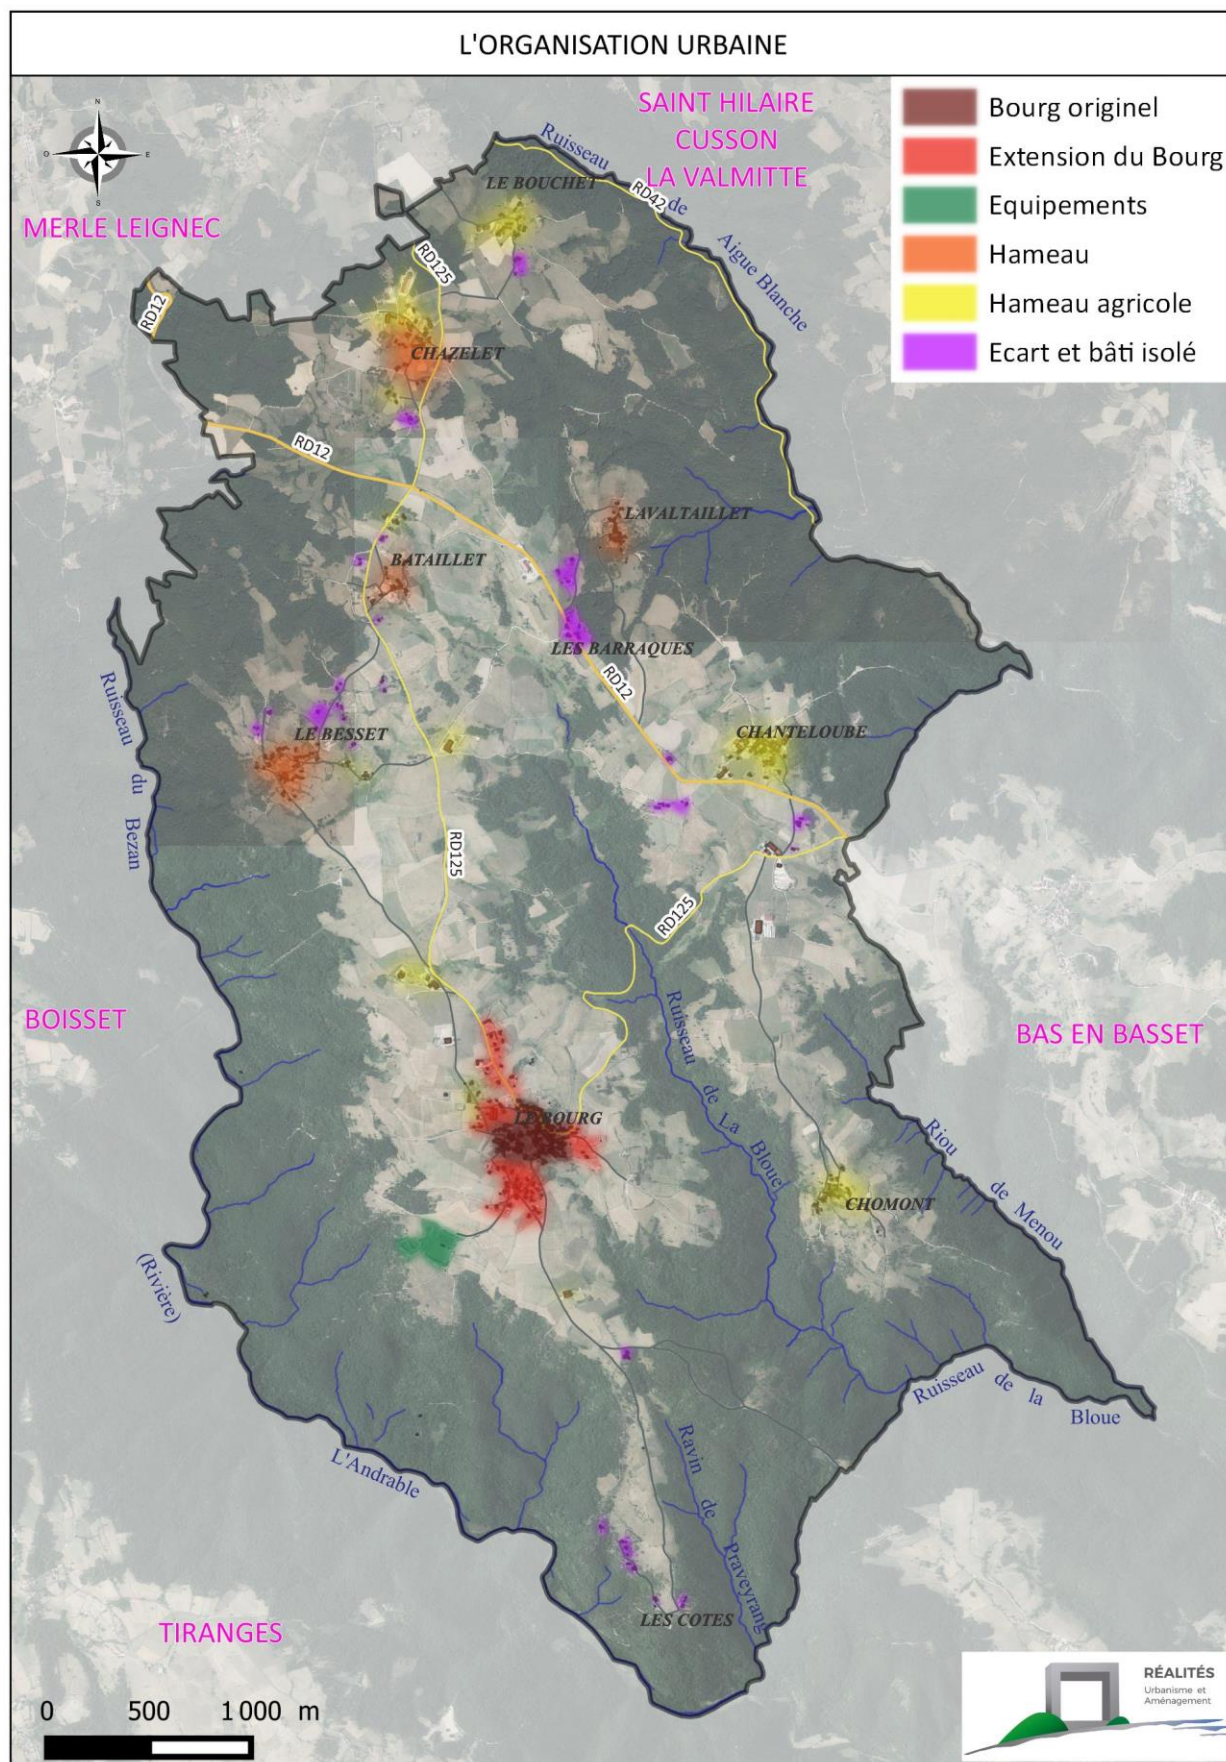 L'ORGANISATION URBAINE
Bourg originel
Extension du Bourg
Equipements
Hameau
Hameau agricole
Ecart et bâti isolé
N
O
E
S
SAINT HILAIRE
CUSSON
LA VALMITTE
MERLE LEIGNEC
Ruisseau de Aigue Blanche
RD42
LE BOUCHET
RD125
RD12
CHAZELET
RD12
LAVALTAILLET
BATAILLET
LES BARRAQUES
RD12
Ruisseau du Bezan
LE BESSET
CHANTELOUBE
RD125
RD125
BOISSET
BAS EN BASSET
Ruisseau de La Bloue
LE BOURG
Riou de Menou
CHOMONT
(Rivière)
L'Andrable
Ruisseau de la Bloue
Ravin de Praveyrang
LES COTES
TIRANGES
0 500 1 000 m
RÉALITÉS
Urbanisme et
Aménagement